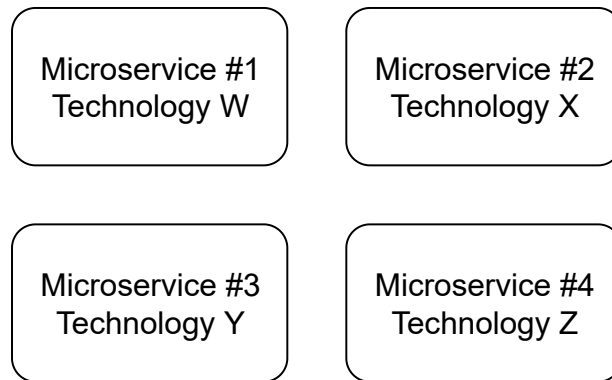 Microservice #1
Technology W
Microservice #2
Technology X
Microservice #3
Technology Y
Microservice #4
Technology Z